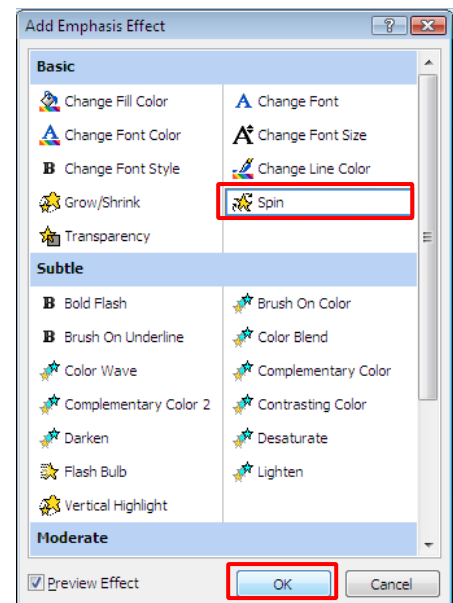 Add Emphasis Effect
Basic
Change Fill Color
Change Font
Change Font Color
Change Font Size
Change Font Style
Change Line Color
Grow/Shrink
Spin
Transparency
Subtle
Bold Flash
Brush On Color
Brush On Underline
Color Blend
Color Wave
Complementary Color
Complementary Color 2
Contrasting Color
Darken
Desaturate
Flash Bulb
Lighten
Vertical Highlight
Moderate
Preview Effect
OK
Cancel